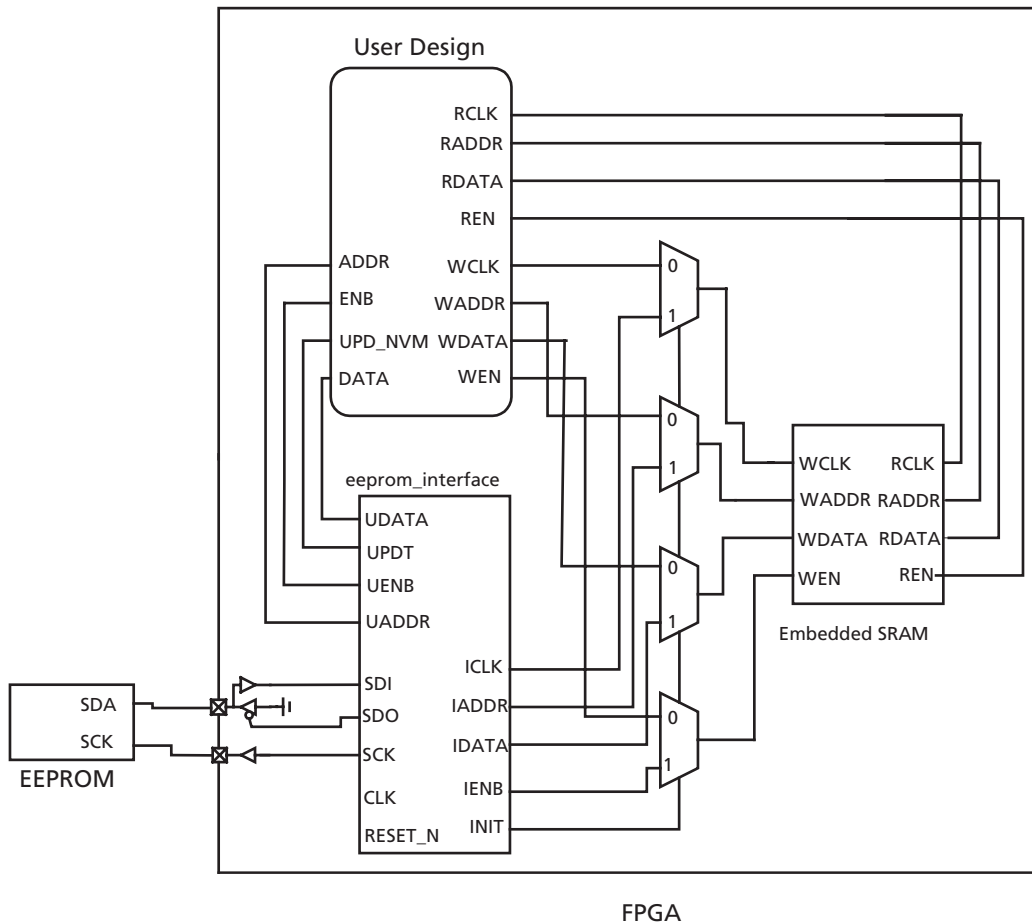 User Design
RCLK
RADDR
RDATA
REN
ADDR WCLK
ENB WADDR
UPD_NVM WDATA
DATA WEN
0
1
0
1
0
1
0
1
eeprom_interface
UDATA
UPDT
UENB
UADDR
ICLK
SDI
IADDR
SDO
IDATA
SCK
IENB
CLK
INIT
RESET_N
WCLK RCLK
WADDR RADDR
WDATA RDATA
WEN REN
Embedded SRAM
SDA
SCK
EEPROM
FPGA